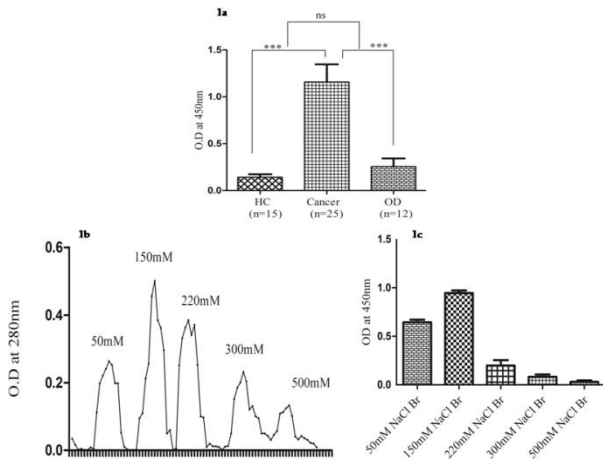 1a
ns
***
***
O.D at 450nm
1.5
1.0
0.5
0.0
HC
(n=15)
Cancer
(n=25)
OD
(n=12)
1b
O.D at 280nm
0.6
0.4
0.2
0.0
50mM
150mM
220mM
300mM
500mM
1c
OD at 450nm
1.5
1.0
0.5
0.0
50mM NaCl Br
150mM NaCl Br
220mM NaCl Br
300mM NaCl Br
500mM NaCl Br